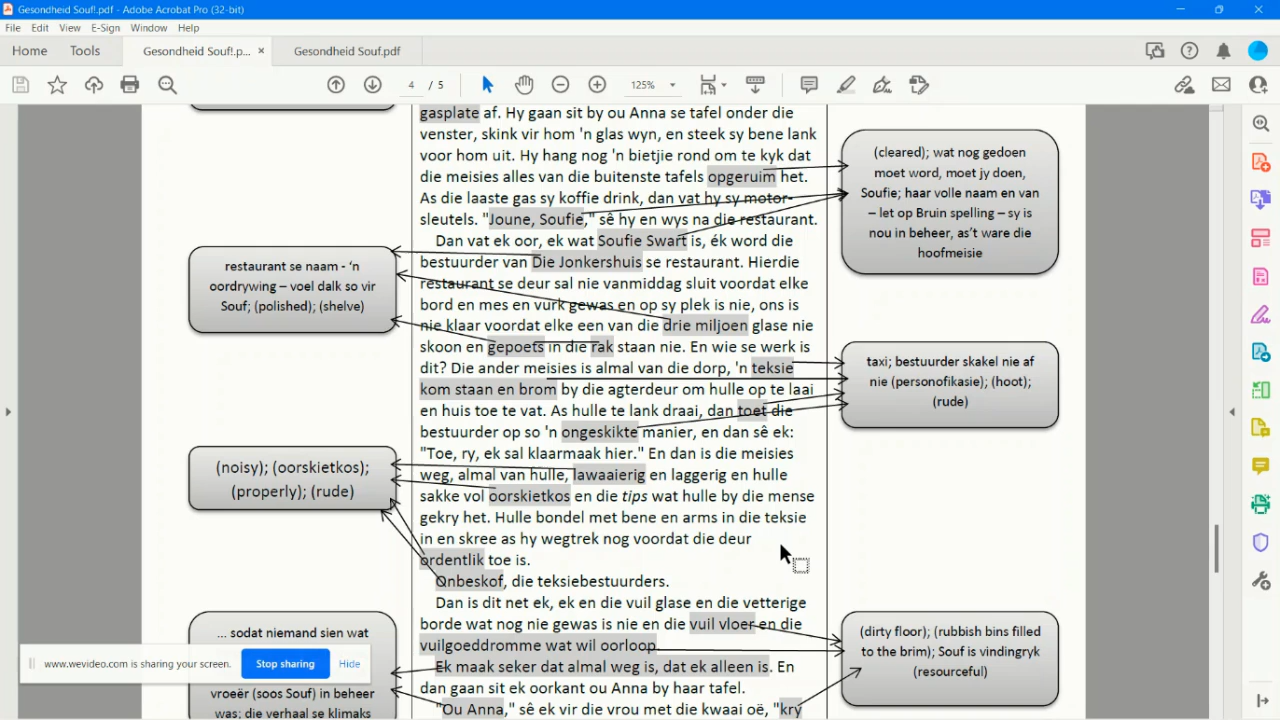 Gesondheid Souf!.pdf - Adobe Acrobat Pro (32-bit)
File Edit View E-Sign Window Help
Home Tools Gesondheid Souf!.p... × Gesondheid Souf.pdf
4 / 5 125%
gasplate af. Hy gaan sit by ou Anna se tafel onder die
venster, skink vir hom 'n glas wyn, en steek sy bene lank
voor hom uit. Hy hang nog 'n bietjie rond om te kyk dat
die meisies alles van die buitenste tafels opgeruim het.
As die laaste gas sy koffie drink, dan vat hy sy motor-
sleutels. "Joune, Soufie," sê hy en wys na die restaurant.
Dan vat ek oor, ek wat Soufie Swart is, ék word die
bestuurder van Die Jonkershuis se restaurant. Hierdie
restaurant se deur sal nie vanmiddag sluit voordat elke
bord en mes en vurk gewas en op sy plek is nie, ons is
nie klaar voordat elke een van die drie miljoen glase nie
skoon en gepoets in die rak staan nie. En wie se werk is
dit? Die ander meisies is almal van die dorp, 'n teksie
kom staan en brom by die agterdeur om hulle op te laai
en huis toe te vat. As hulle te lank draai, dan toet die
bestuurder op so 'n ongeskikte manier, en dan sê ek:
"Toe, ry, ek sal klaarmaak hier." En dan is die meisies
weg, almal van hulle, lawaaierig en laggerig en hulle
sakke vol oorskietkos en die tips wat hulle by die mense
gekry het. Hulle bondel met bene en arms in die teksie
in en skree as hy wegtrek nog voordat die deur
ordentlik toe is.
Onbeskof, die teksiebestuurders.
Dan is dit net ek, ek en die vuil glase en die vetterige
borde wat nog nie gewas is nie en die vuil vloer en die
vuilgoeddromme wat wil oorloop.
Ek maak seker dat almal weg is, dat ek alleen is. En
dan gaan sit ek oorkant ou Anna by haar tafel.
"Ou Anna," sê ek vir die vrou met die kwaai oë, "kry
restaurant se naam - 'n
oordrywing – voel dalk so vir
Souf; (polished); (shelve)
(noisy); (oorskietkos);
(properly); (rude)
... sodat niemand sien wat
vroeër (soos Souf) in beheer
was; die verhaal se klimaks
(cleared); wat nog gedoen
moet word, moet jy doen,
Soufie; haar volle naam en van
– let op Bruin spelling – sy is
nou in beheer, as't ware die
hoofmeisie
taxi; bestuurder skakel nie af
nie (personofikasie); (hoot);
(rude)
(dirty floor); (rubbish bins filled
to the brim); Souf is vindingryk
(resourceful)
www.wevideo.com is sharing your screen. Stop sharing Hide